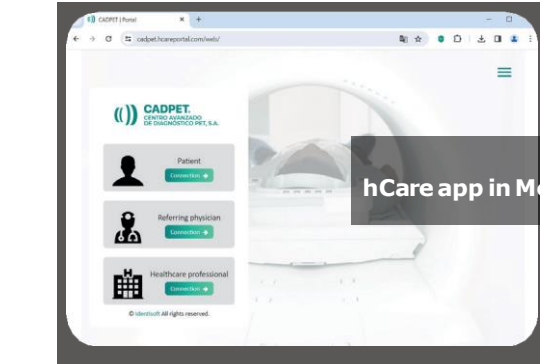 CADPET | Portal
cadpet.hcareportal.com/web/
CADPET.
CENTRO AVANZADO
DE DIAGNÓSTICO PET, S.A.
Patient
Connection
hCare app in M
Referring physician
Connection
Healthcare professional
Connection
© Identisoft All rights reserved.